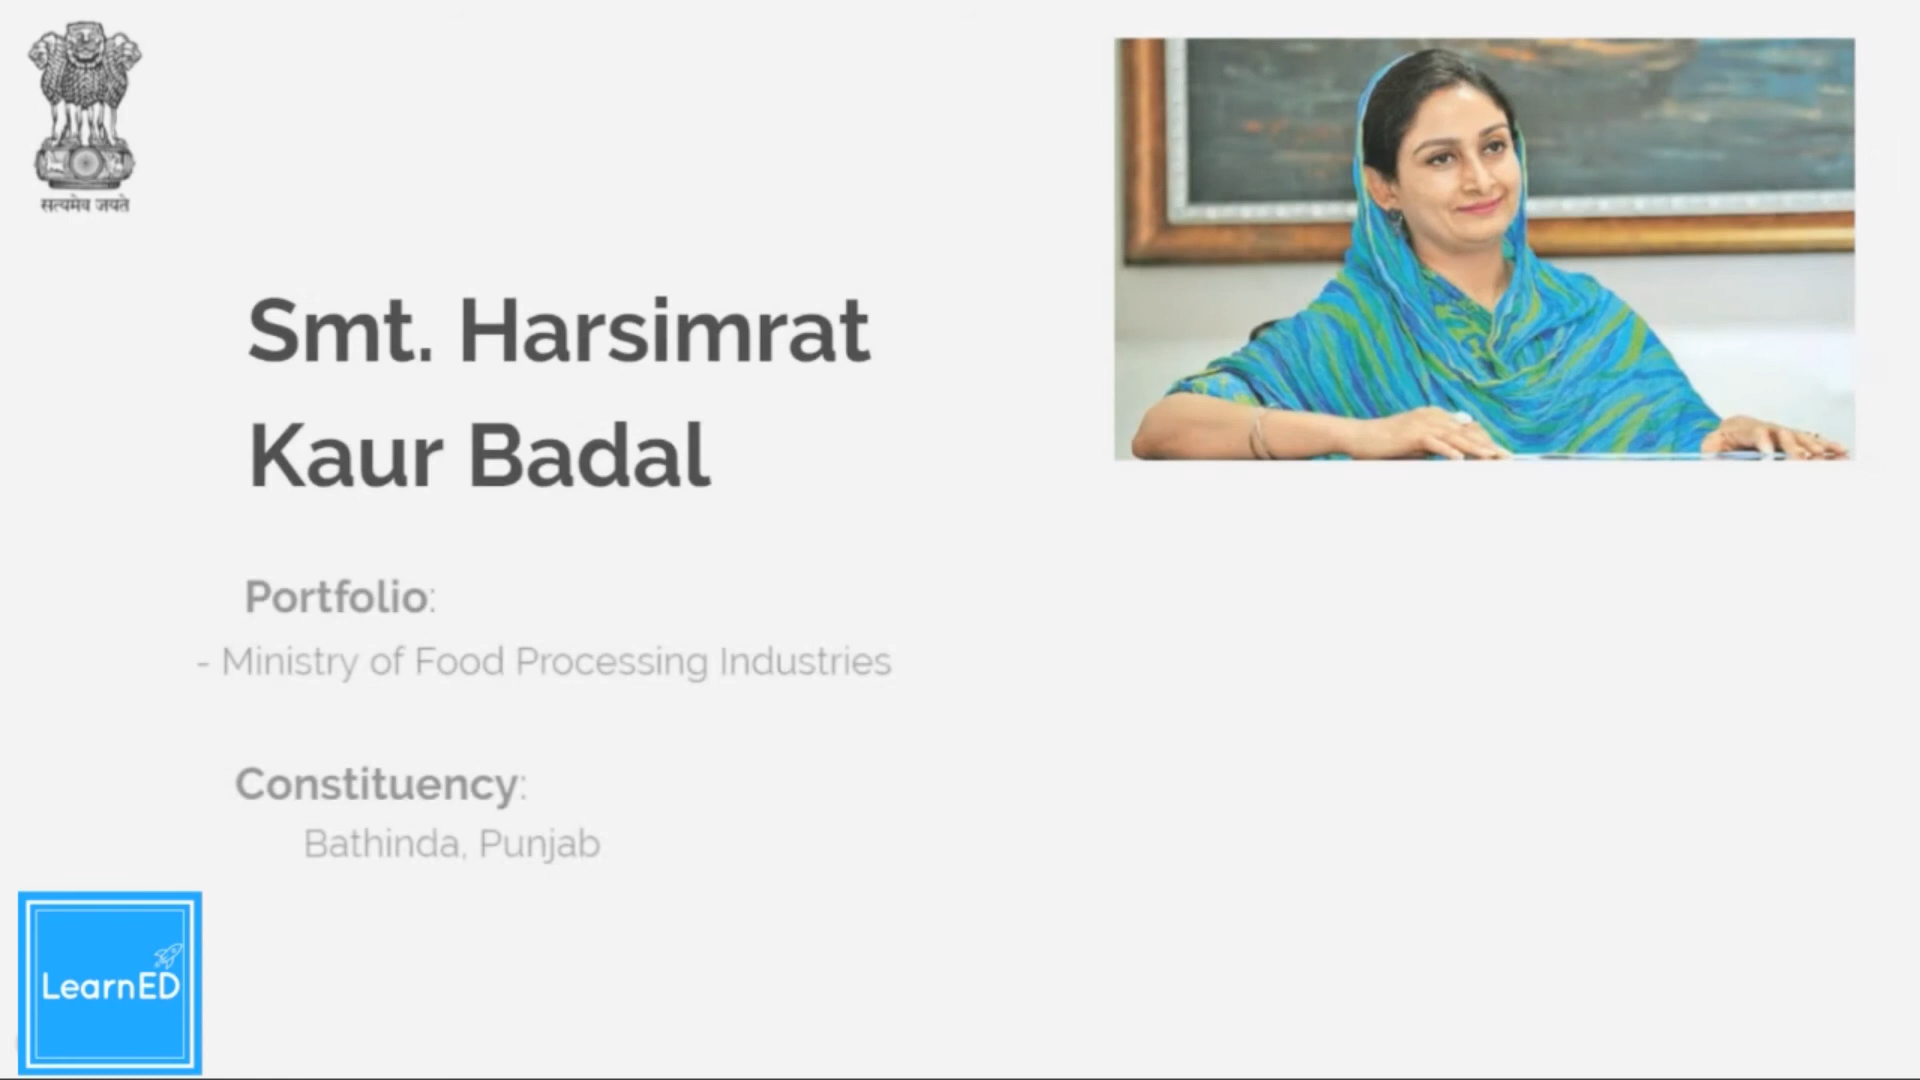 सत्यमेव जयते
Smt. Harsimrat
Kaur Badal
Portfolio:
- Ministry of Food Processing Industries
Constituency:
Bathinda, Punjab
LearnED